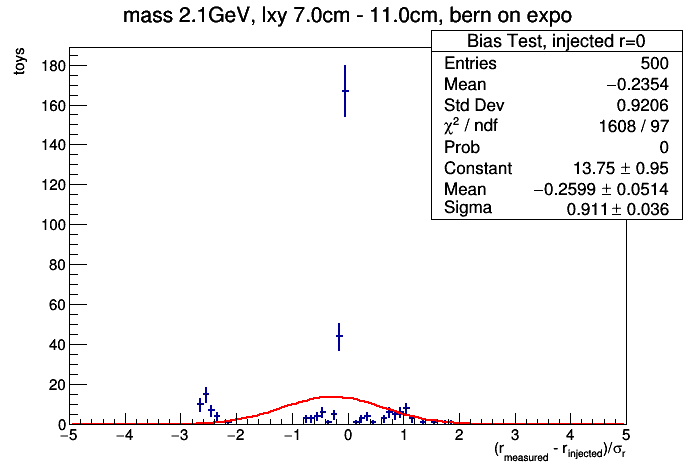 mass 2.1GeV, lxy 7.0cm - 11.0cm, bern on expo
Bias Test, injected r=0
Entries 500
Mean −0.2354
Std Dev 0.9206
χ² / ndf 1608 / 97
Prob 0
Constant 13.75 ± 0.95
Mean −0.2599 ± 0.0514
Sigma 0.911 ± 0.036
toys
180
160
140
120
100
80
60
40
20
0
−5 −4 −3 −2 −1 0 1 2 3 4 5
(r_measured - r_injected)/σ_r